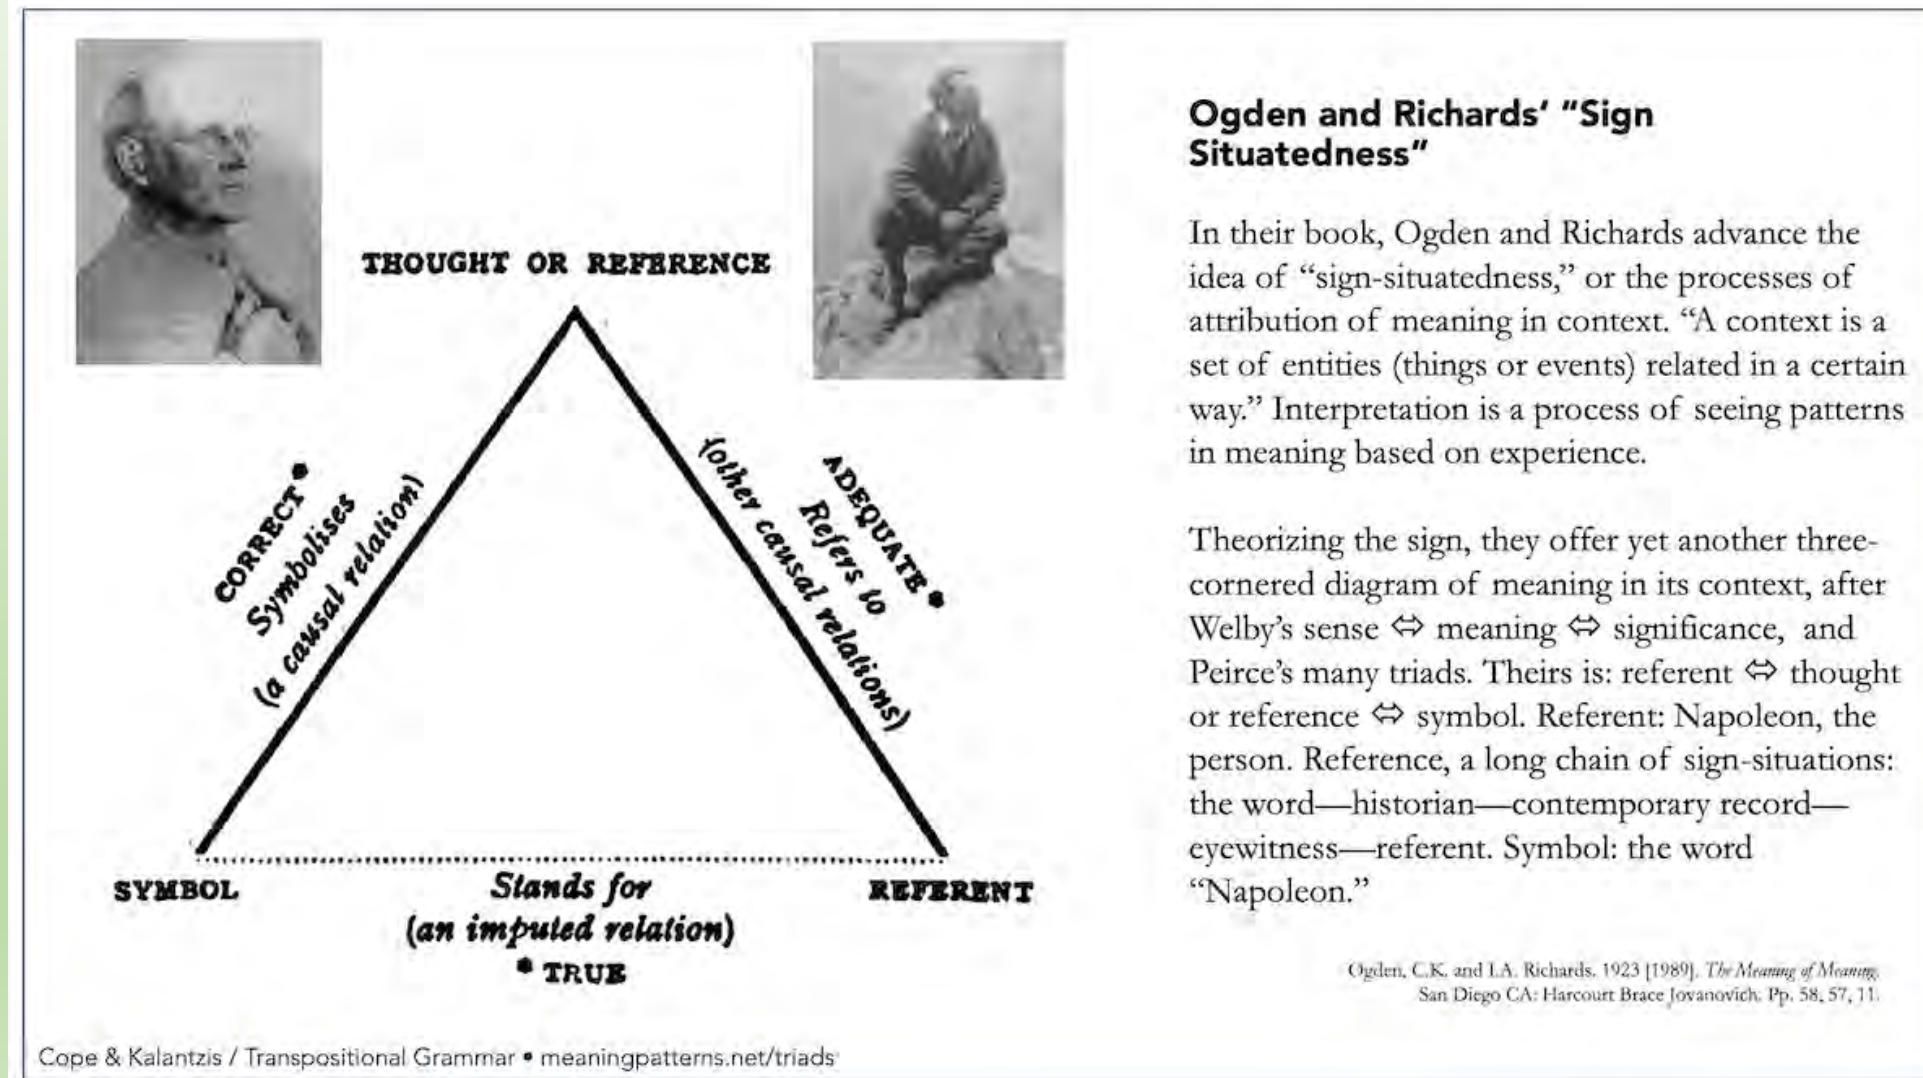 THOUGHT OR REFERENCE
CORRECT*
Symbolises
(a causal relation)
ADEQUATE*
Refers to
(other causal relations)
SYMBOL
Stands for
(an imputed relation)
* TRUE
REFERENT
Ogden and Richards' "Sign
Situatedness"
In their book, Ogden and Richards advance the
idea of “sign-situatedness,” or the processes of
attribution of meaning in context. “A context is a
set of entities (things or events) related in a certain
way.” Interpretation is a process of seeing patterns
in meaning based on experience.
Theorizing the sign, they offer yet another three-
cornered diagram of meaning in its context, after
Welby’s sense ⇔ meaning ⇔ significance, and
Peirce’s many triads. Theirs is: referent ⇔ thought
or reference ⇔ symbol. Referent: Napoleon, the
person. Reference, a long chain of sign-situations:
the word—historian—contemporary record—
eyewitness—referent. Symbol: the word
“Napoleon.”
Ogden, C.K. and I.A. Richards. 1923 [1989]. The Meaning of Meaning.
San Diego CA: Harcourt Brace Jovanovich. Pp. 58, 57, 11.
Cope & Kalantzis / Transpositional Grammar • meaningpatterns.net/triads